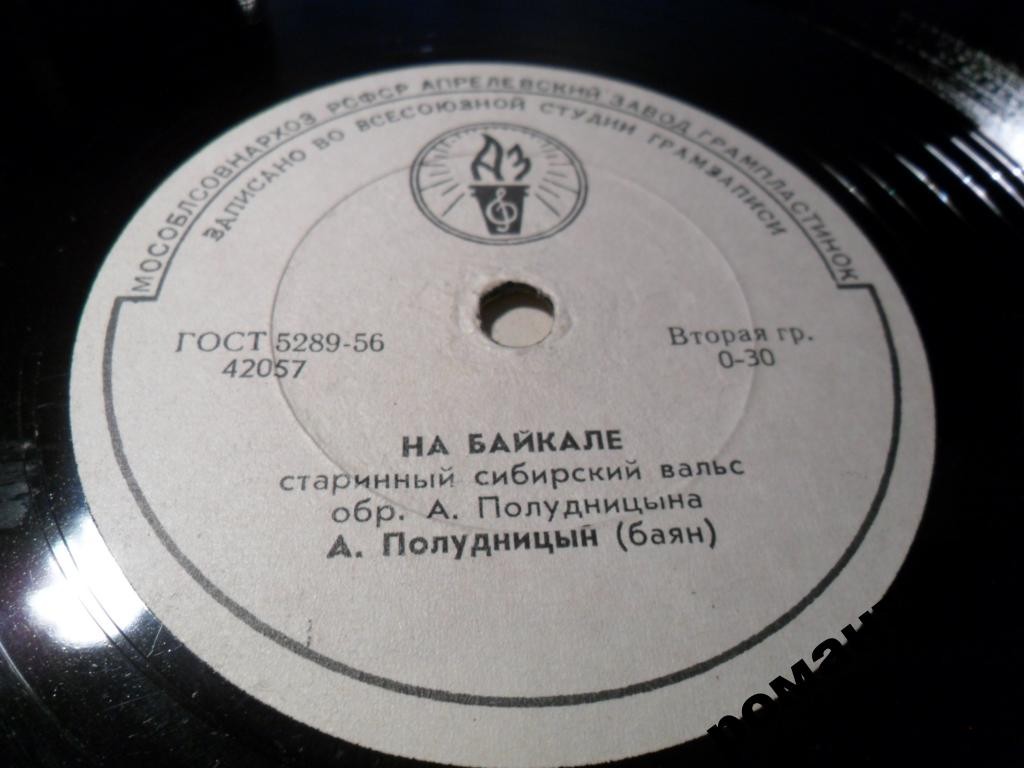 МОСОБЛСОВНАРХОЗ РСФСР АПРЕЛЕВСКИЙ ЗАВОД ГРАМПЛАСТИНОК
ЗАПИСАНО ВО ВСЕСОЮЗНОЙ СТУДИИ ГРАМЗАПИСИ
АЗ
ГОСТ 5289-56
42057
Вторая гр.
0-30
НА БАЙКАЛЕ
старинный сибирский вальс
обр. А. Полудницына
А. Полудницын (баян)